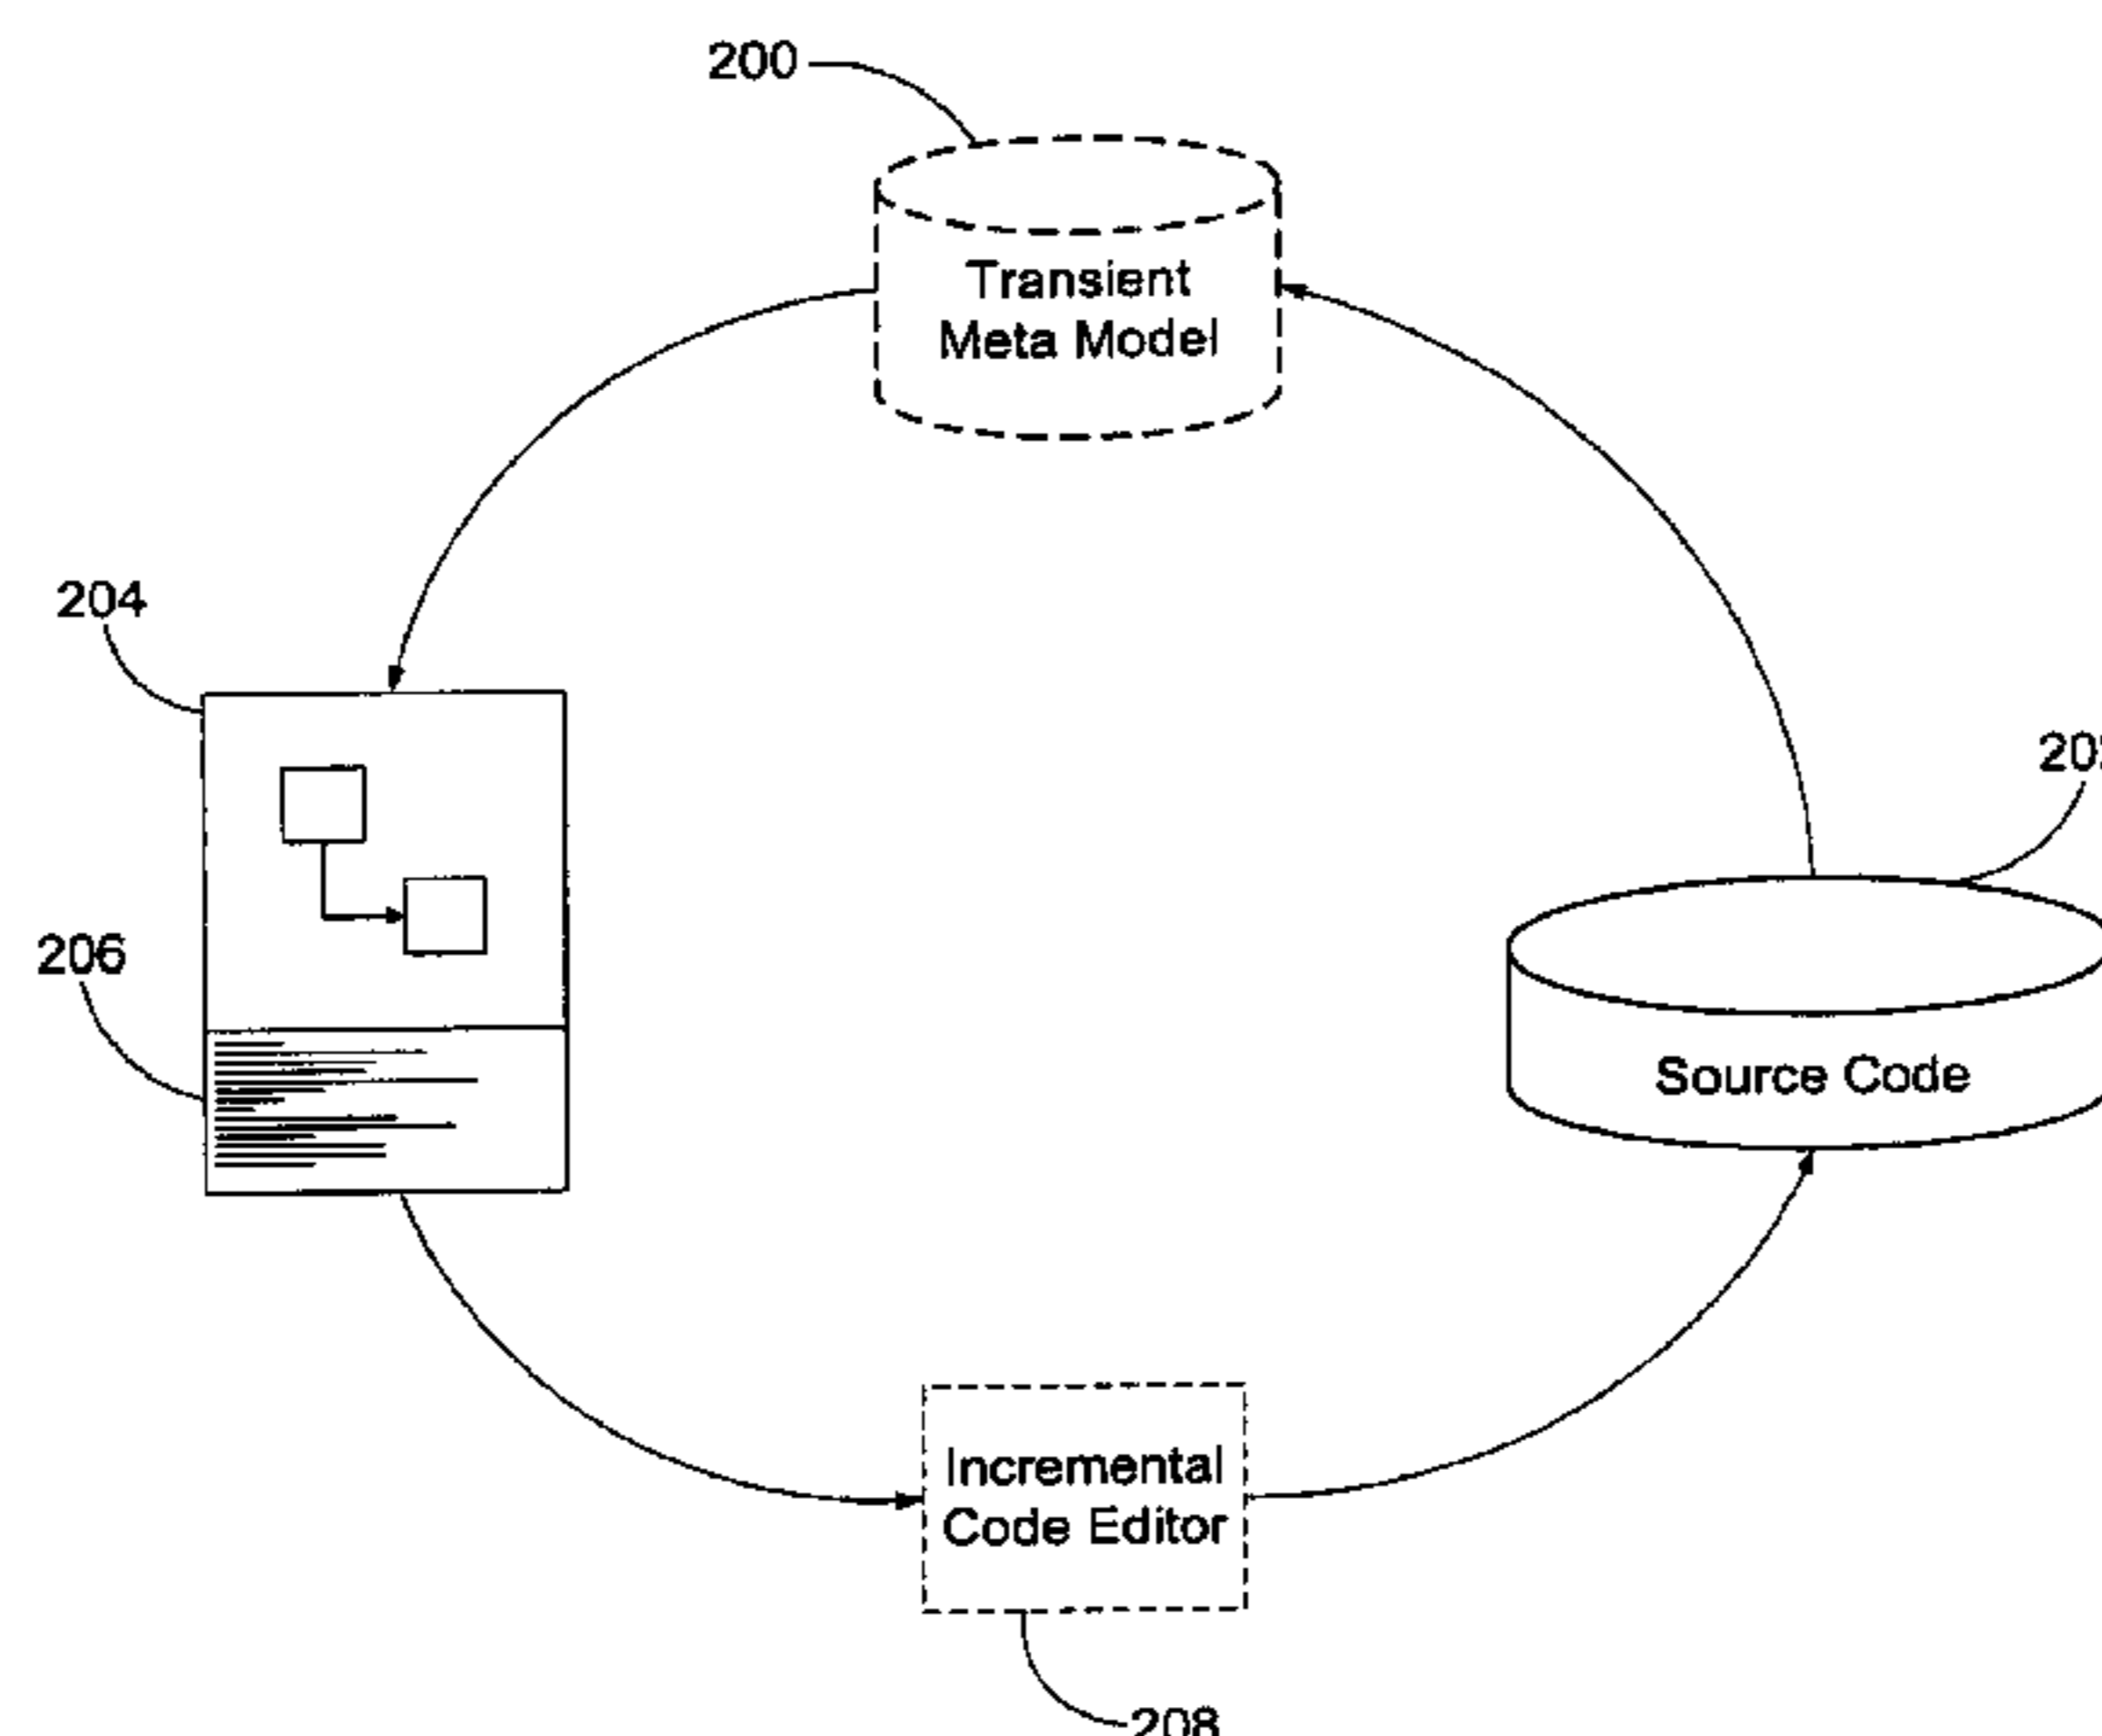 200
Transient
Meta Model
204
206
Source Code
Incremental
Code Editor
208